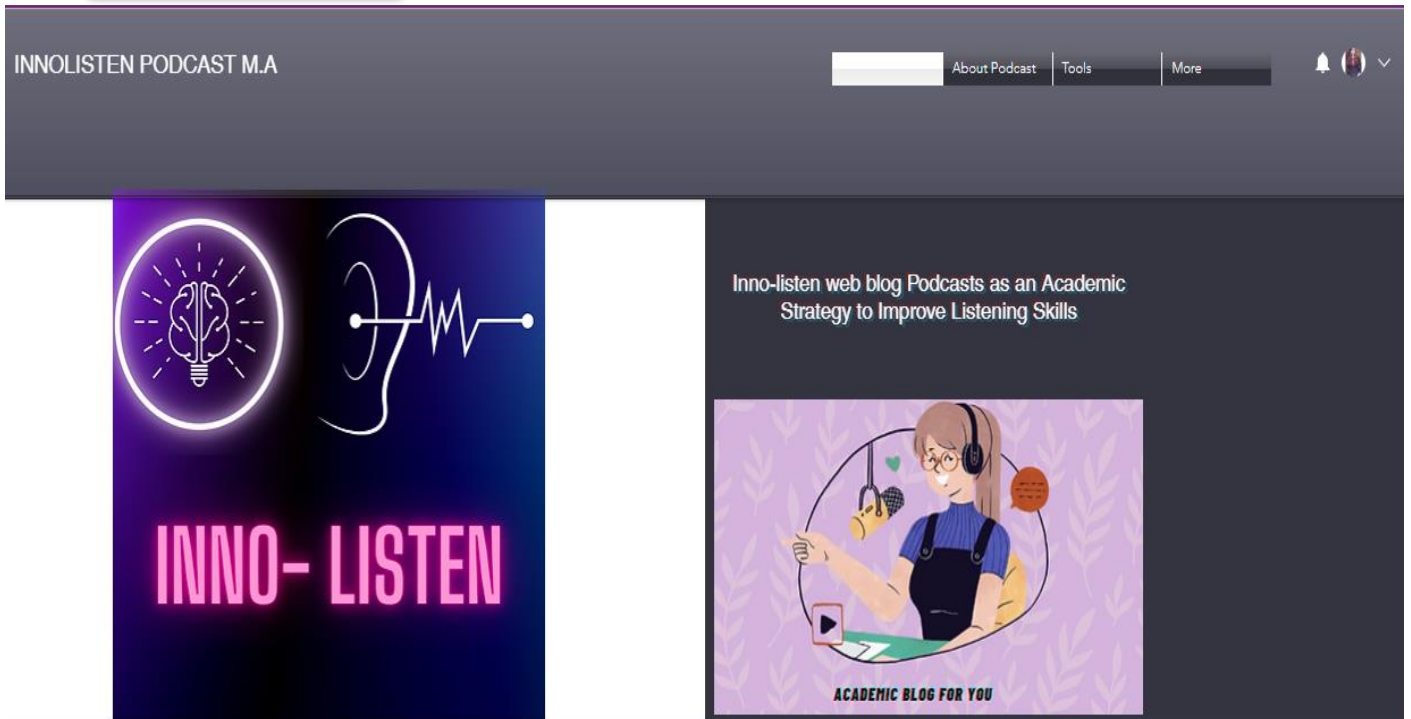 INNOLISTEN PODCAST M.A
About Podcast
Tools
More
INNO- LISTEN
Inno-listen web blog Podcasts as an Academic
Strategy to Improve Listening Skills
ACADEMIC BLOG FOR YOU